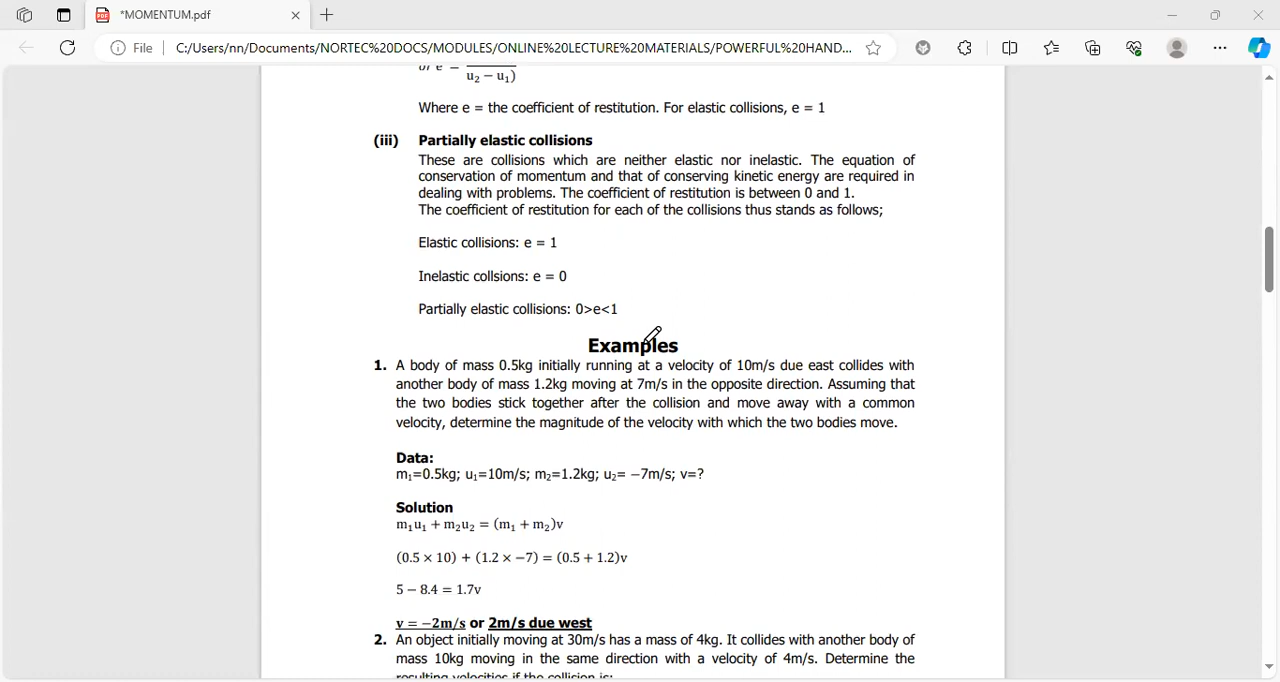 *MOMENTUM.pdf
File
C:/Users/nn/Documents/NORTEC%20DOCS/MODULES/ONLINE%20LECTURE%20MATERIALS/POWERFUL%20HAND...
or e =
u₂ − u₁)
Where e = the coefficient of restitution. For elastic collisions, e = 1
(iii) Partially elastic collisions
These are collisions which are neither elastic nor inelastic. The equation of
conservation of momentum and that of conserving kinetic energy are required in
dealing with problems. The coefficient of restitution is between 0 and 1.
The coefficient of restitution for each of the collisions thus stands as follows;
Elastic collisions: e = 1
Inelastic collsions: e = 0
Partially elastic collisions: 0>e<1
Examples
1. A body of mass 0.5kg initially running at a velocity of 10m/s due east collides with
another body of mass 1.2kg moving at 7m/s in the opposite direction. Assuming that
the two bodies stick together after the collision and move away with a common
velocity, determine the magnitude of the velocity with which the two bodies move.
Data:
m₁=0.5kg; u₁=10m/s; m₂=1.2kg; u₂= −7m/s; v=?
Solution
m₁u₁ + m₂u₂ = (m₁ + m₂)v
(0.5 × 10) + (1.2 × −7) = (0.5 + 1.2)v
5 − 8.4 = 1.7v
v = −2m/s or 2m/s due west
2. An object initially moving at 30m/s has a mass of 4kg. It collides with another body of
mass 10kg moving in the same direction with a velocity of 4m/s. Determine the
resulting velocities if the collision is: